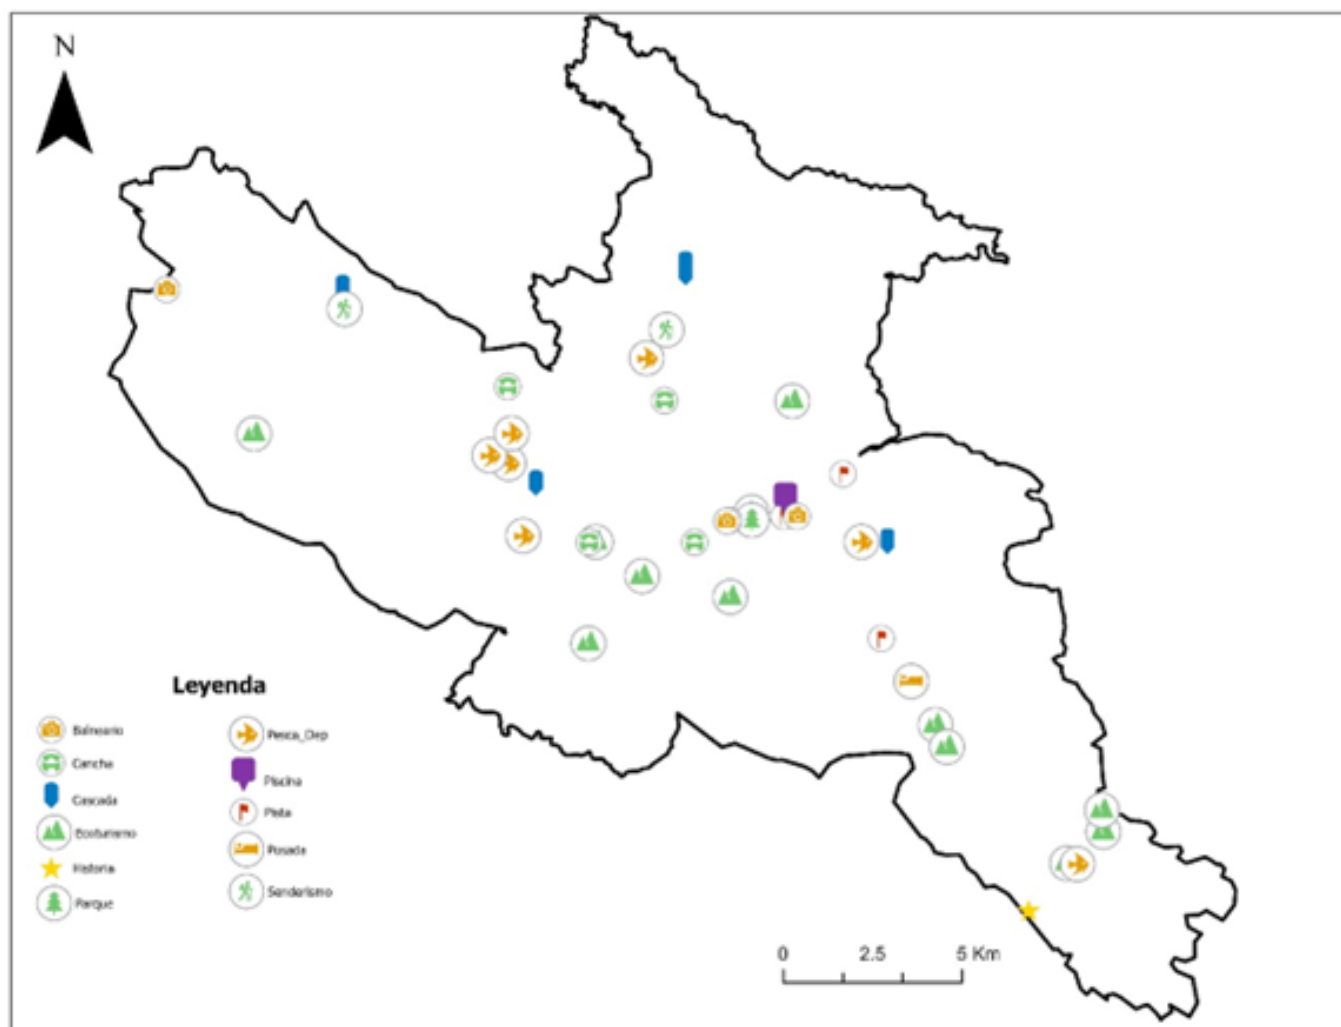 N
Leyenda
Balneario
Cancha
Cascada
Ecoturismo
Historia
Parque
Pesca_Dep
Piscina
Pista
Posada
Senderismo
0 2.5 5 Km